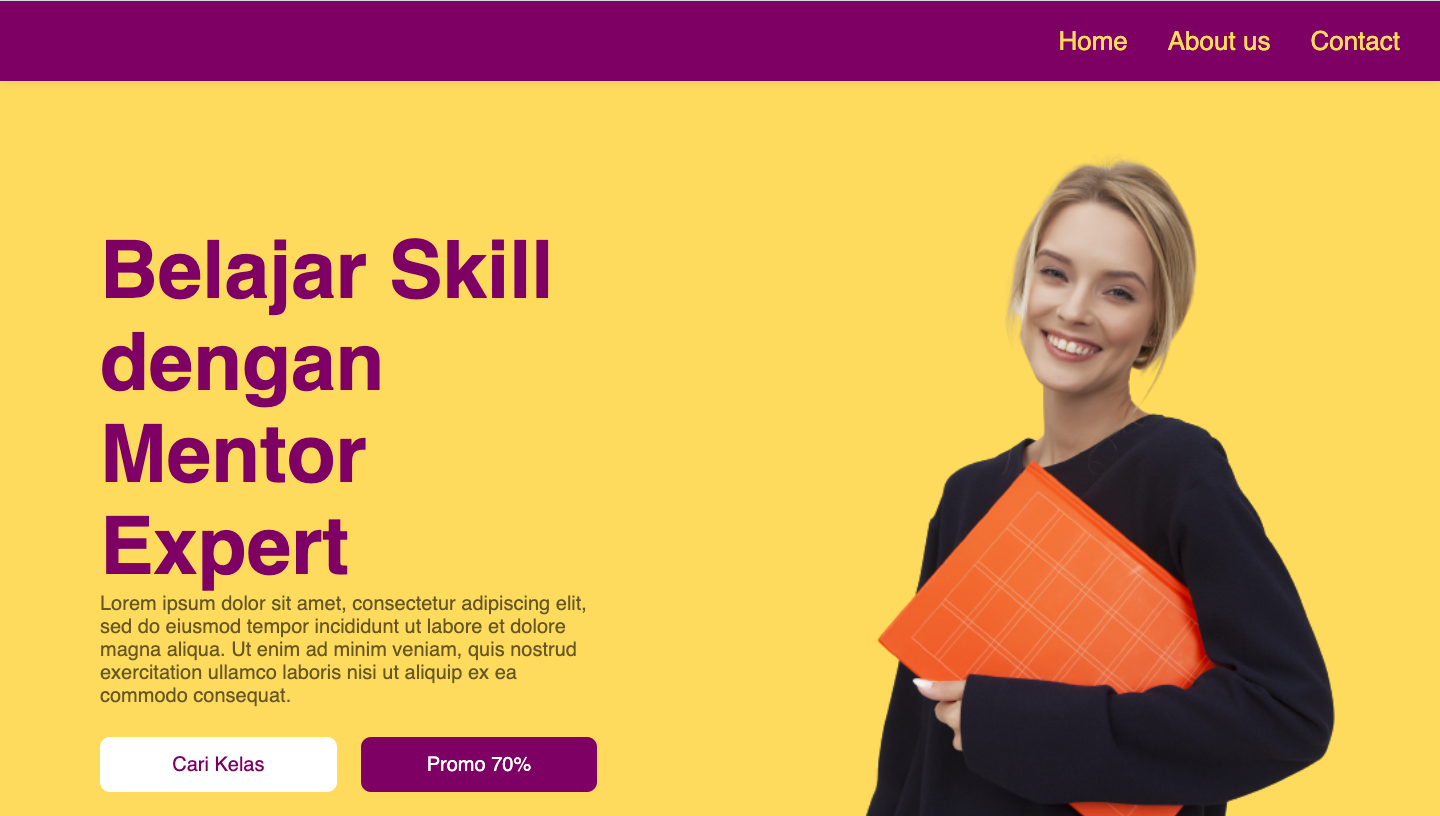 Home About us Contact
Belajar Skill
dengan
Mentor
Expert
Lorem ipsum dolor sit amet, consectetur adipiscing elit,
sed do eiusmod tempor incididunt ut labore et dolore
magna aliqua. Ut enim ad minim veniam, quis nostrud
exercitation ullamco laboris nisi ut aliquip ex ea
commodo consequat.
Cari Kelas Promo 70%